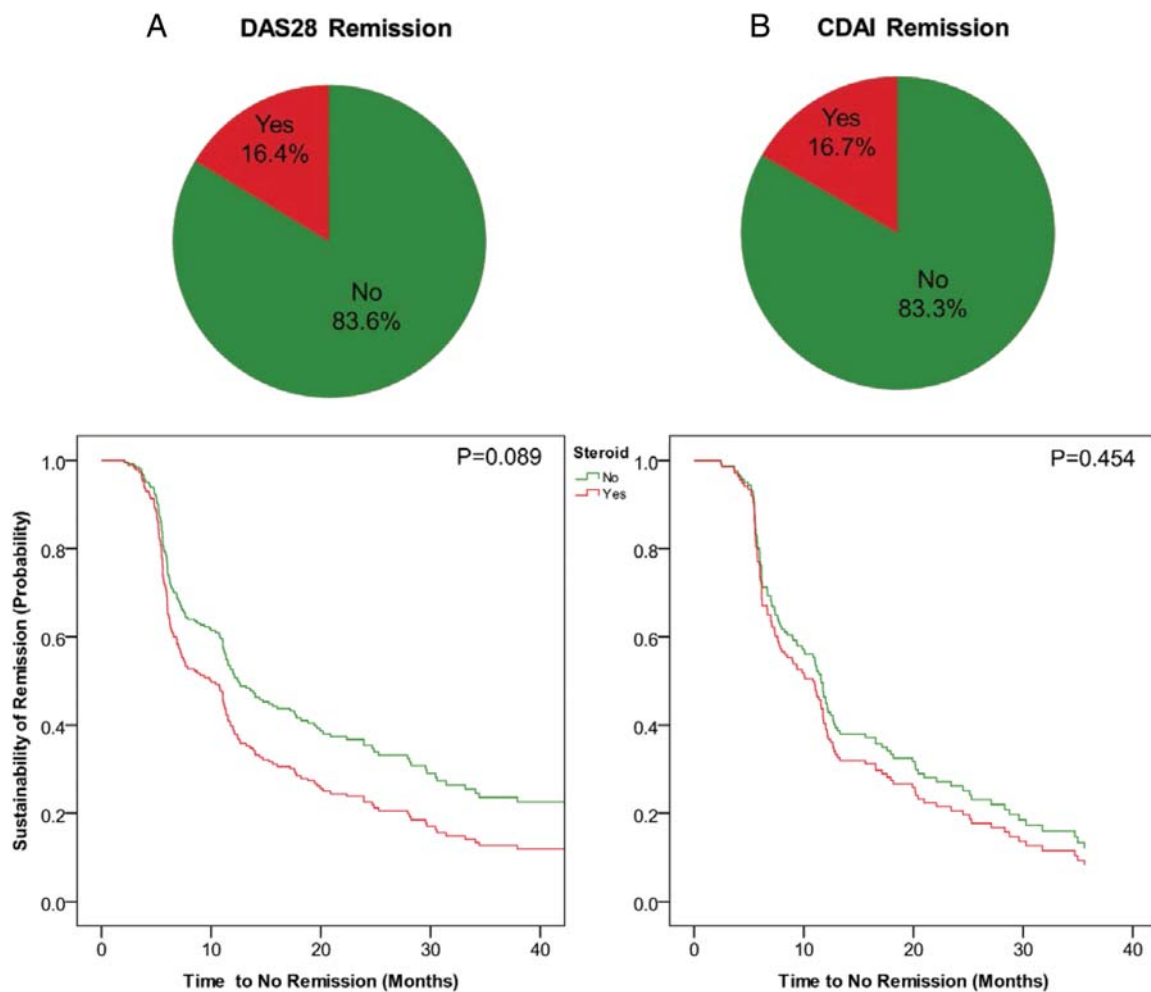 A
DAS28 Remission
Yes
16.4%
No
83.6%
B
CDAI Remission
Yes
16.7%
No
83.3%
Sustainability of Remission (Probability)
1.0
0.8
0.6
0.4
0.2
0.0
P=0.089
0 10 20 30 40
Time to No Remission (Months)
Steroid
No
Yes
1.0
0.8
0.6
0.4
0.2
0.0
P=0.454
0 10 20 30 40
Time to No Remission (Months)